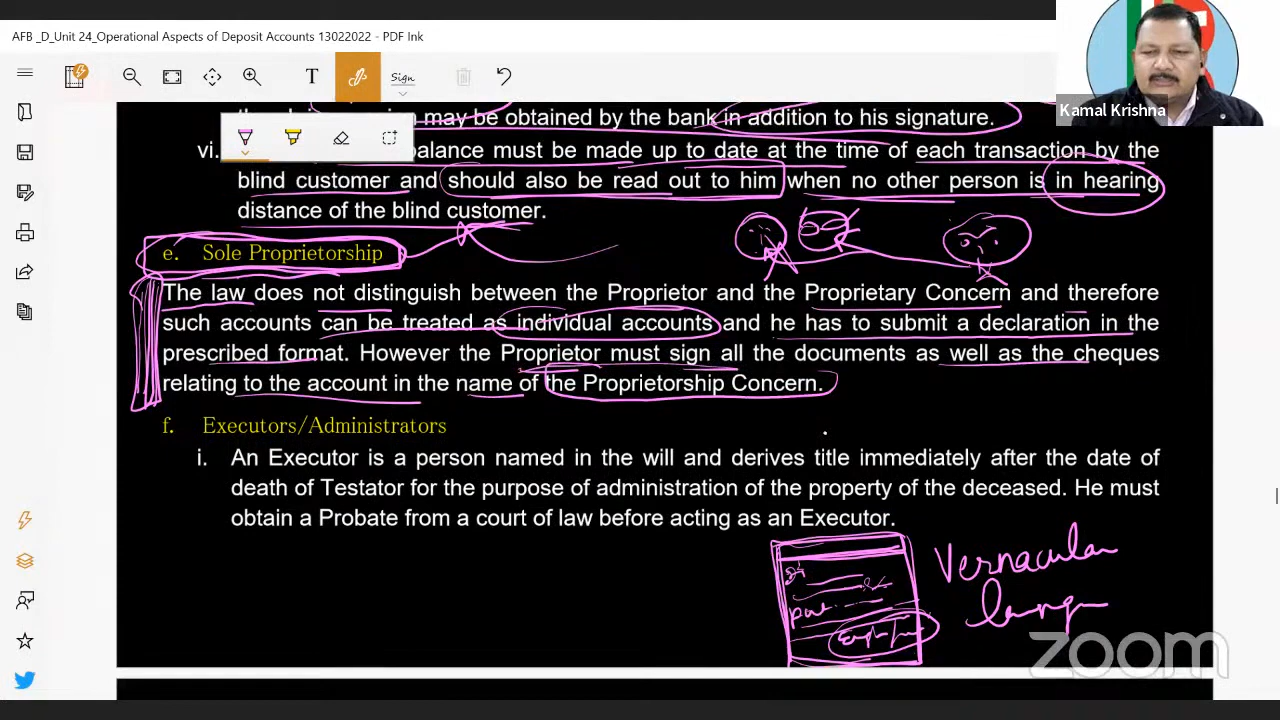 AFB _D_Unit 24_Operational Aspects of Deposit Accounts 13022022 - PDF Ink
T
Sign
Kamal Krishna
may be obtained by the bank in addition to his signature.
vi. balance must be made up to date at the time of each transaction by the
blind customer and should also be read out to him when no other person is in hearing
distance of the blind customer.
e. Sole Proprietorship
The law does not distinguish between the Proprietor and the Proprietary Concern and therefore
such accounts can be treated as individual accounts and he has to submit a declaration in the
prescribed format. However the Proprietor must sign all the documents as well as the cheques
relating to the account in the name of the Proprietorship Concern.
f. Executors/Administrators
i. An Executor is a person named in the will and derives title immediately after the date of
death of Testator for the purpose of administration of the property of the deceased. He must
obtain a Probate from a court of law before acting as an Executor.
Vernacular
zoom